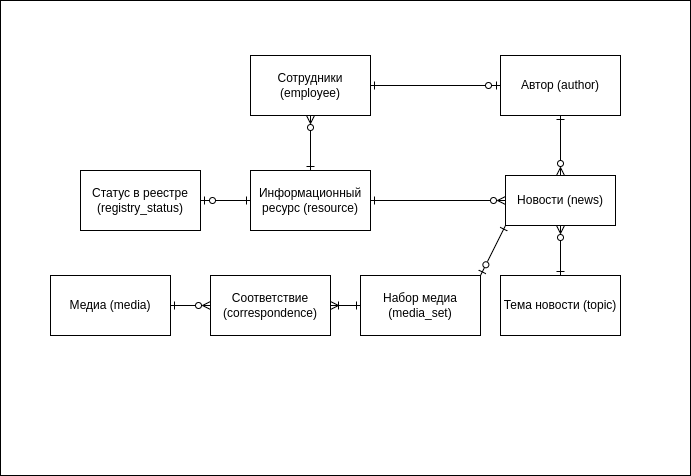 Сотрудники
(employee)
Автор (author)
Статус в реестре
(registry_status)
Информационный
ресурс (resource)
Новости (news)
Медиа (media)
Соответствие
(correspondence)
Набор медиа
(media_set)
Тема новости (topic)